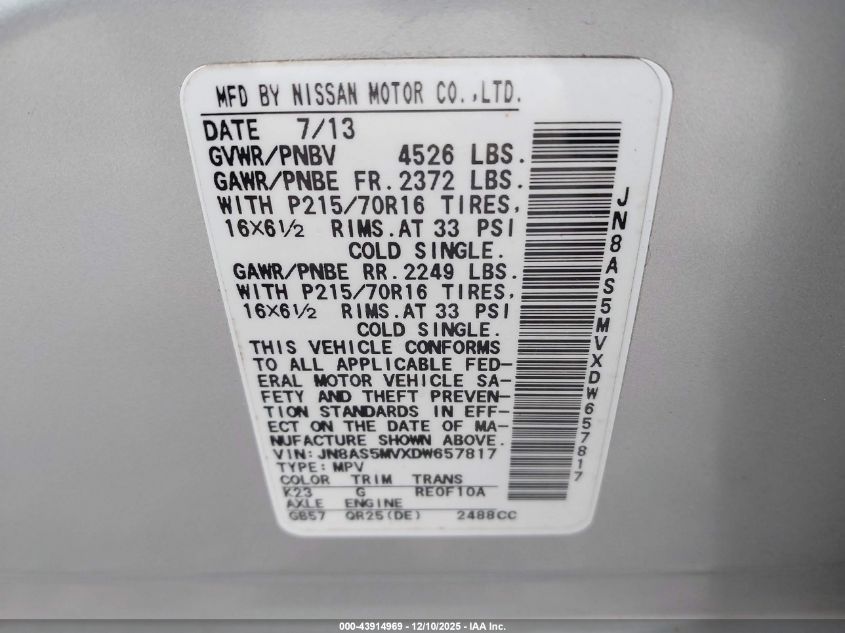 MFD BY NISSAN MOTOR CO.,LTD.
DATE 7/13
GVWR/PNBV 4526 LBS.
GAWR/PNBE FR.2372 LBS.
WITH P215/70R16 TIRES,
16X6½ RIMS.AT 33 PSI
COLD SINGLE.
GAWR/PNBE RR.2249 LBS.
WITH P215/70R16 TIRES,
16X6½ RIMS.AT 33 PSI
COLD SINGLE.
THIS VEHICLE CONFORMS
TO ALL APPLICABLE FED-
ERAL MOTOR VEHICLE SA-
FETY AND THEFT PREVEN-
TION STANDARDS IN EFF-
ECT ON THE DATE OF MA-
NUFACTURE SHOWN ABOVE.
VIN: JN8AS5MVXDW657817
TYPE: MPV
COLOR TRIM TRANS
K23 G RE0F10A
AXLE ENGINE
GB57 QR25(DE) 2488CC
JN8AS5MVXDW657817
000-43914969 - 12/10/2025 - IAA Inc.